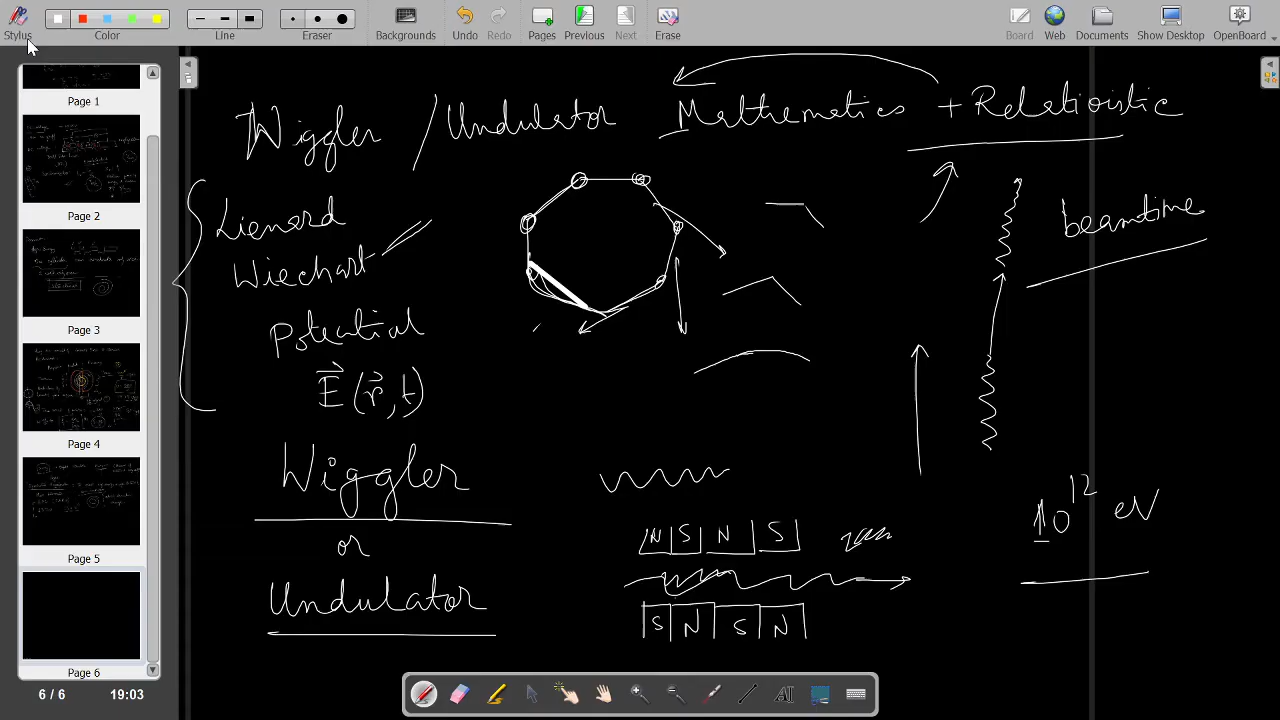 Stylus
Color
Line
Eraser
Backgrounds
Undo
Redo
Pages
Previous
Next
Erase
Board
Web
Documents
Show Desktop
OpenBoard
Page 1
Page 2
Page 3
Page 4
Page 5
Page 6
6 / 6 19:03
Wiggler / Undulator Mathematics + Relatioistic
Lienard
Wiechart
Potential
E (r, t)
beamtime
Wiggler
or
Undulator
N S N S
S N S N
10^12 eV